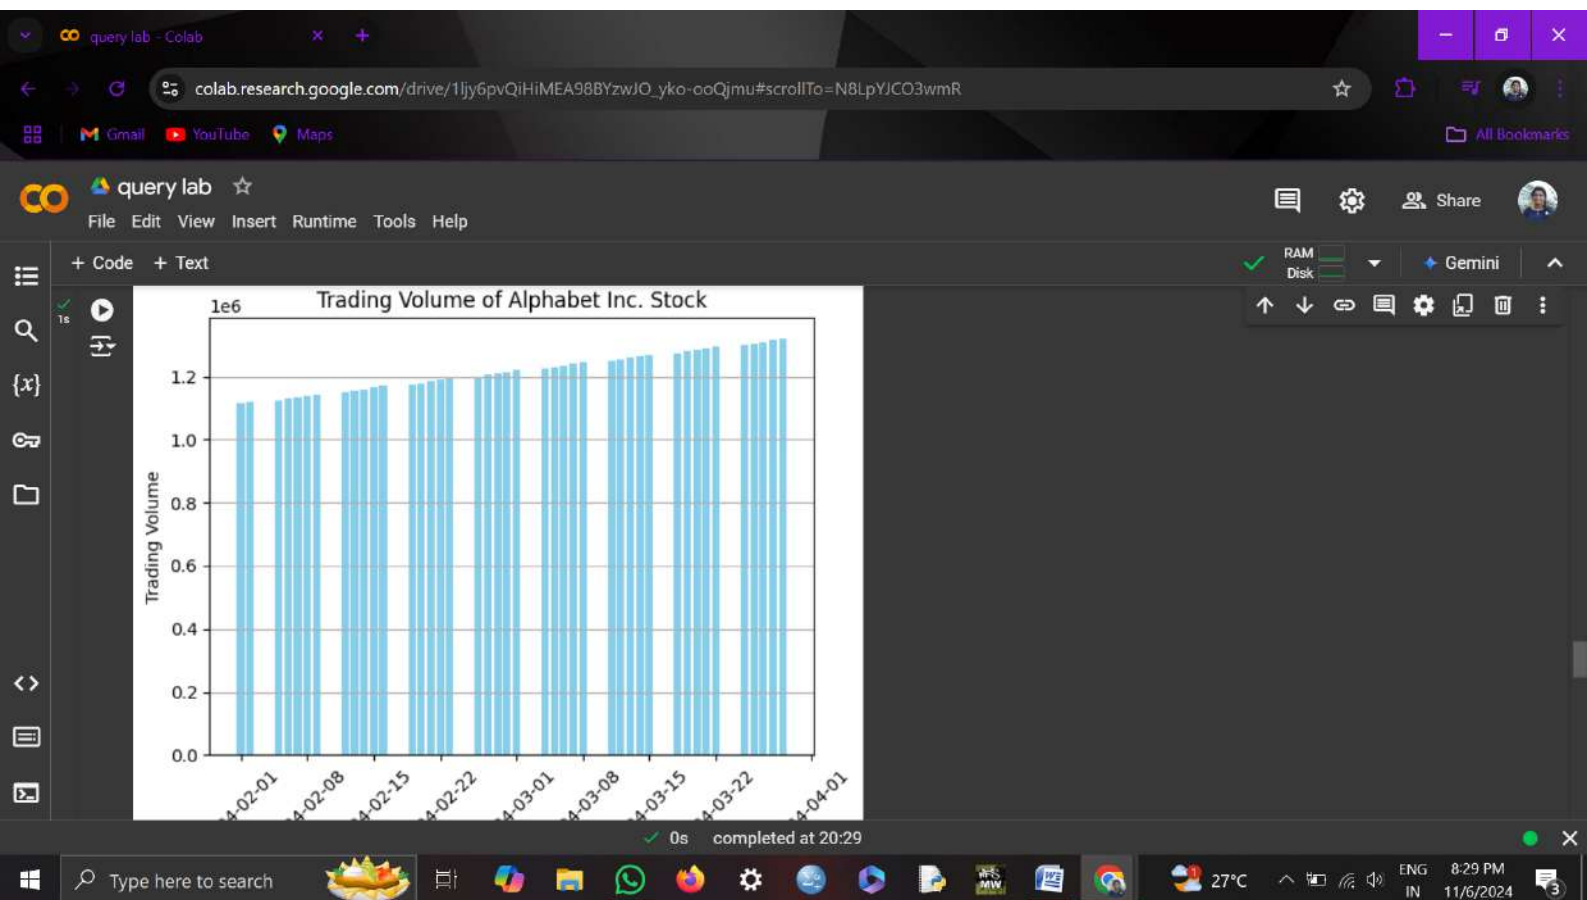 query lab - Colab
colab.research.google.com/drive/1ljy6pvQiHiMEA98BYzwJO_yko-ooQjmu#scrollTo=N8LpYJCO3wmR
Gmail YouTube Maps All Bookmarks
query lab
File Edit View Insert Runtime Tools Help
Share
+ Code + Text
RAM
Disk
Gemini
1s
{x}
1e6
Trading Volume of Alphabet Inc. Stock
1.2
1.0
0.8
0.6
0.4
0.2
0.0
Trading Volume
4-02-01
4-02-08
4-02-15
4-02-22
4-03-01
4-03-08
4-03-15
4-03-22
4-04-01
0s completed at 20:29
Type here to search
27°C
ENG
IN
8:29 PM
11/6/2024
3